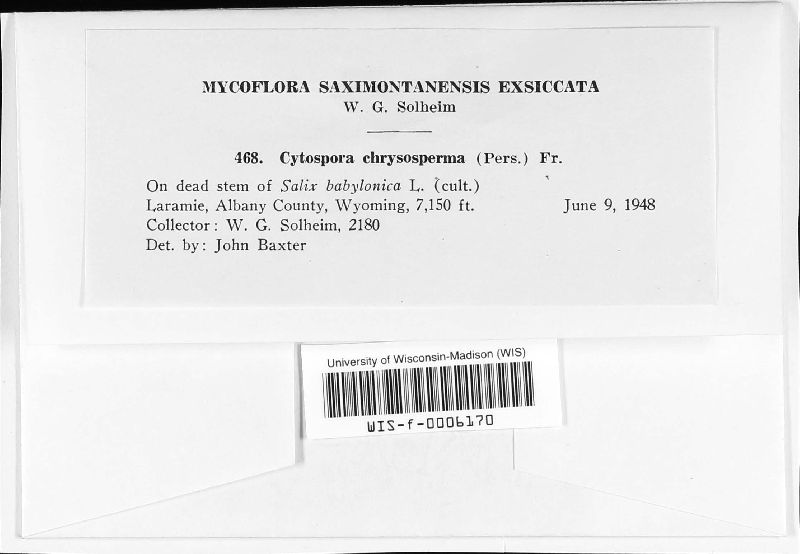 MYCOFLORA SAXIMONTANENSIS EXSICCATA
W. G. Solheim
468. Cytospora chrysosperma (Pers.) Fr.
On dead stem of Salix babylonica L. (cult.)
Laramie, Albany County, Wyoming, 7,150 ft. June 9, 1948
Collector: W. G. Solheim, 2180
Det. by: John Baxter
University of Wisconsin-Madison (WIS)
WIS-f-0006170